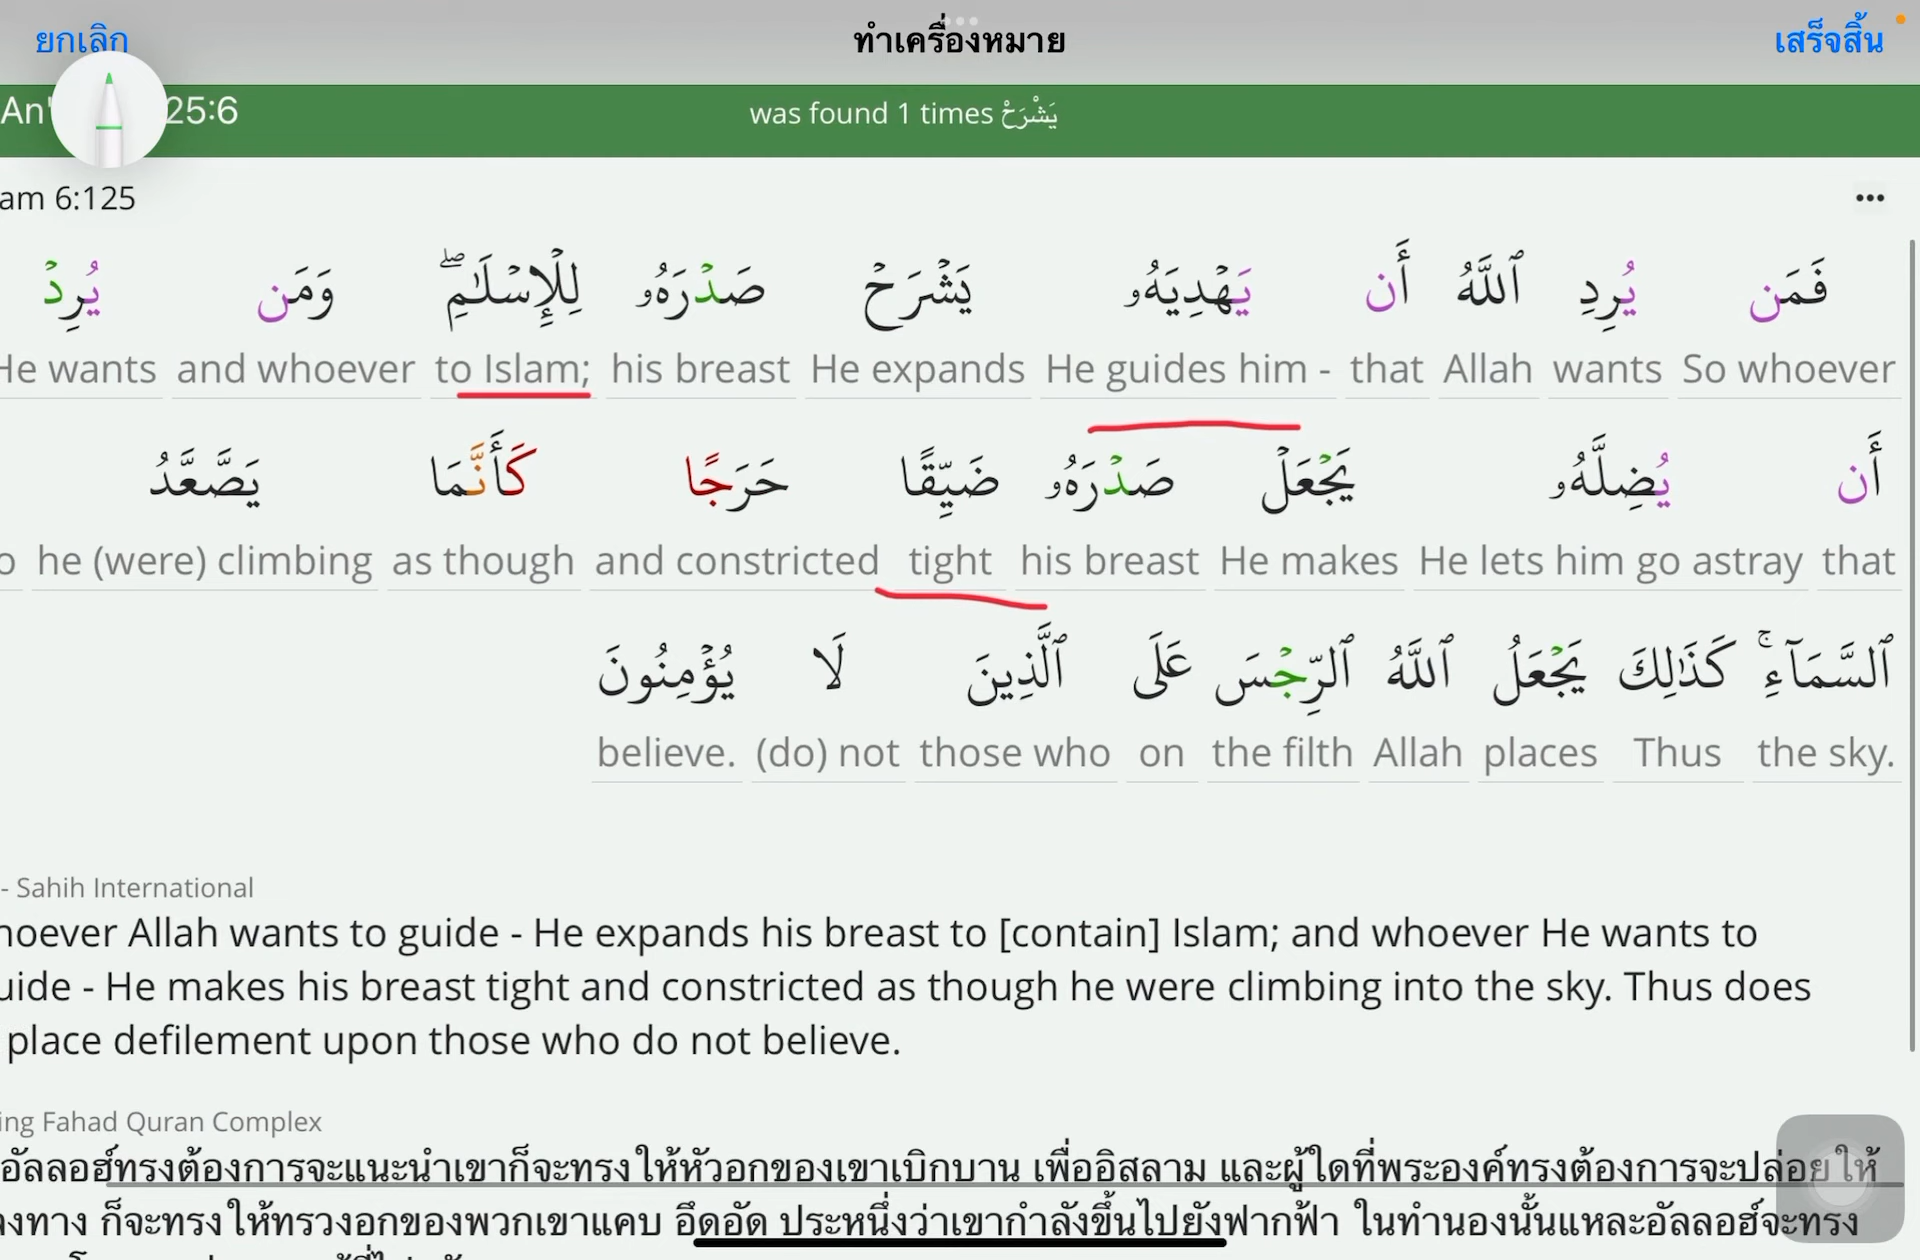 ยกเลิก ทำเครื่องหมาย เสร็จสิ้น
An' 25:6 was found 1 times يَشْرَحْ
am 6:125
فَمَن يُرِدِ ٱللَّهُ أَن يَهْدِيَهُۥ يَشْرَحْ صَدْرَهُۥ لِلْإِسْلَـٰمِ ۖ وَمَن يُرِدْ
So whoever wants Allah that He guides him - He expands his breast to Islam; and whoever He wants
أَن يُضِلَّهُۥ يَجْعَلْ صَدْرَهُۥ ضَيِّقًا حَرَجًا كَأَنَّمَا يَصَّعَّدُ
that He lets him go astray He makes his breast tight and constricted as though he (were) climbing
ٱلسَّمَآءِ ۚ كَذَٰلِكَ يَجْعَلُ ٱللَّهُ ٱلرِّجْسَ عَلَى ٱلَّذِينَ لَا يُؤْمِنُونَ
the sky. Thus places Allah the filth on those who (do) not believe.
- Sahih International
hoever Allah wants to guide - He expands his breast to [contain] Islam; and whoever He wants to
uide - He makes his breast tight and constricted as though he were climbing into the sky. Thus does
place defilement upon those who do not believe.
ing Fahad Quran Complex
อัลลอฮ์ทรงต้องการจะแนะนำเขาก็จะทรงให้หัวอกของเขาเบิกบาน เพื่ออิสลาม และผู้ใดที่พระองค์ทรงต้องการจะปล่อยให้
งทาง ก็จะทรงให้ทรวงอกของพวกเขาแคบ อึดอัด ประหนึ่งว่าเขากำลังขึ้นไปยังฟากฟ้า ในทำนองนั้นแหละอัลลอฮ์จะทรง